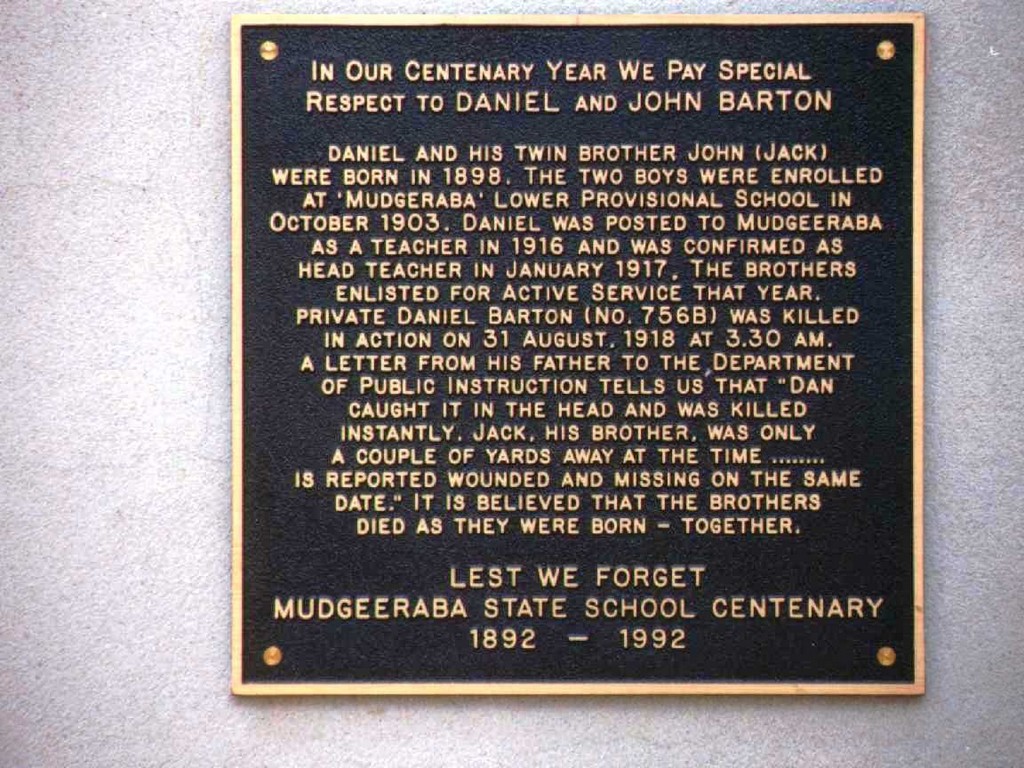 IN OUR CENTENARY YEAR WE PAY SPECIAL
RESPECT TO DANIEL AND JOHN BARTON
DANIEL AND HIS TWIN BROTHER JOHN (JACK)
WERE BORN IN 1898. THE TWO BOYS WERE ENROLLED
AT 'MUDGERABA' LOWER PROVISIONAL SCHOOL IN
OCTOBER 1903. DANIEL WAS POSTED TO MUDGEERABA
AS A TEACHER IN 1916 AND WAS CONFIRMED AS
HEAD TEACHER IN JANUARY 1917. THE BROTHERS
ENLISTED FOR ACTIVE SERVICE THAT YEAR.
PRIVATE DANIEL BARTON (NO. 756B) WAS KILLED
IN ACTION ON 31 AUGUST, 1918 AT 3.30 AM.
A LETTER FROM HIS FATHER TO THE DEPARTMENT
OF PUBLIC INSTRUCTION TELLS US THAT "DAN
CAUGHT IT IN THE HEAD AND WAS KILLED
INSTANTLY. JACK, HIS BROTHER, WAS ONLY
A COUPLE OF YARDS AWAY AT THE TIME ........
IS REPORTED WOUNDED AND MISSING ON THE SAME
DATE." IT IS BELIEVED THAT THE BROTHERS
DIED AS THEY WERE BORN - TOGETHER.
LEST WE FORGET
MUDGEERABA STATE SCHOOL CENTENARY
1892 - 1992